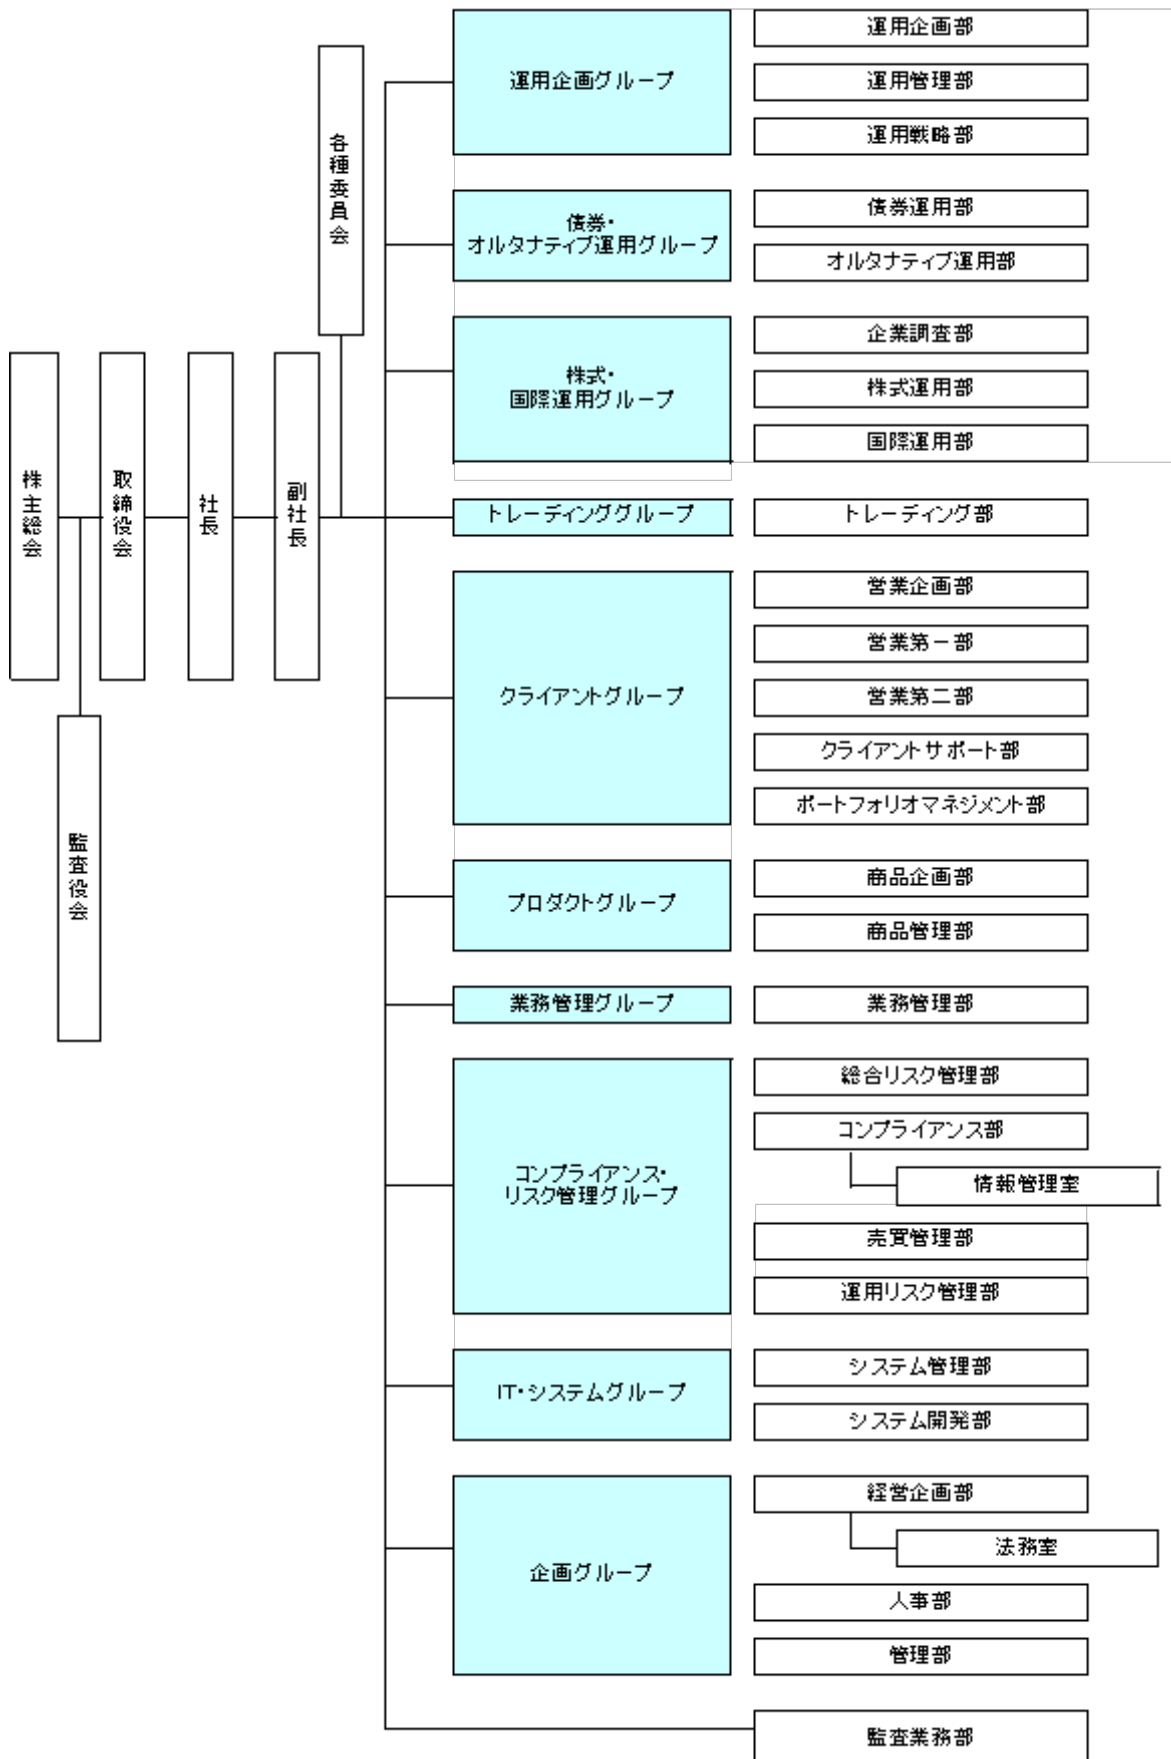 株主総会
監査役会
取締役会
社長
副社長
各種委員会
運用企画グループ
運用企画部
運用管理部
運用戦略部
債券・
オルタナティブ運用グループ
債券運用部
オルタナティブ運用部
株式・
国際運用グループ
企業調査部
株式運用部
国際運用部
トレーディンググループ
トレーディング部
クライアントグループ
営業企画部
営業第一部
営業第二部
クライアントサポート部
ポートフォリオマネジメント部
プロダクトグループ
商品企画部
商品管理部
業務管理グループ
業務管理部
コンプライアンス・
リスク管理グループ
総合リスク管理部
コンプライアンス部
情報管理室
売買管理部
運用リスク管理部
IT・システムグループ
システム管理部
システム開発部
企画グループ
経営企画部
法務室
人事部
管理部
監査業務部